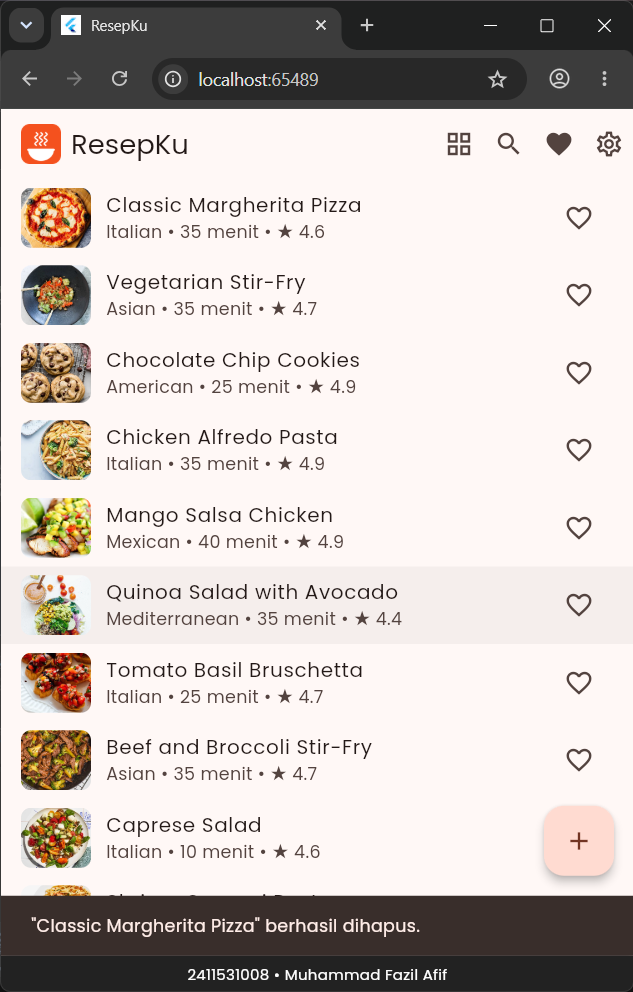 ResepKu
localhost:65489
ResepKu
Classic Margherita Pizza
Italian • 35 menit • ★ 4.6
Vegetarian Stir-Fry
Asian • 35 menit • ★ 4.7
Chocolate Chip Cookies
American • 25 menit • ★ 4.9
Chicken Alfredo Pasta
Italian • 35 menit • ★ 4.9
Mango Salsa Chicken
Mexican • 40 menit • ★ 4.9
Quinoa Salad with Avocado
Mediterranean • 35 menit • ★ 4.4
Tomato Basil Bruschetta
Italian • 25 menit • ★ 4.7
Beef and Broccoli Stir-Fry
Asian • 35 menit • ★ 4.7
Caprese Salad
Italian • 10 menit • ★ 4.6
"Classic Margherita Pizza" berhasil dihapus.
2411531008 • Muhammad Fazil Afif